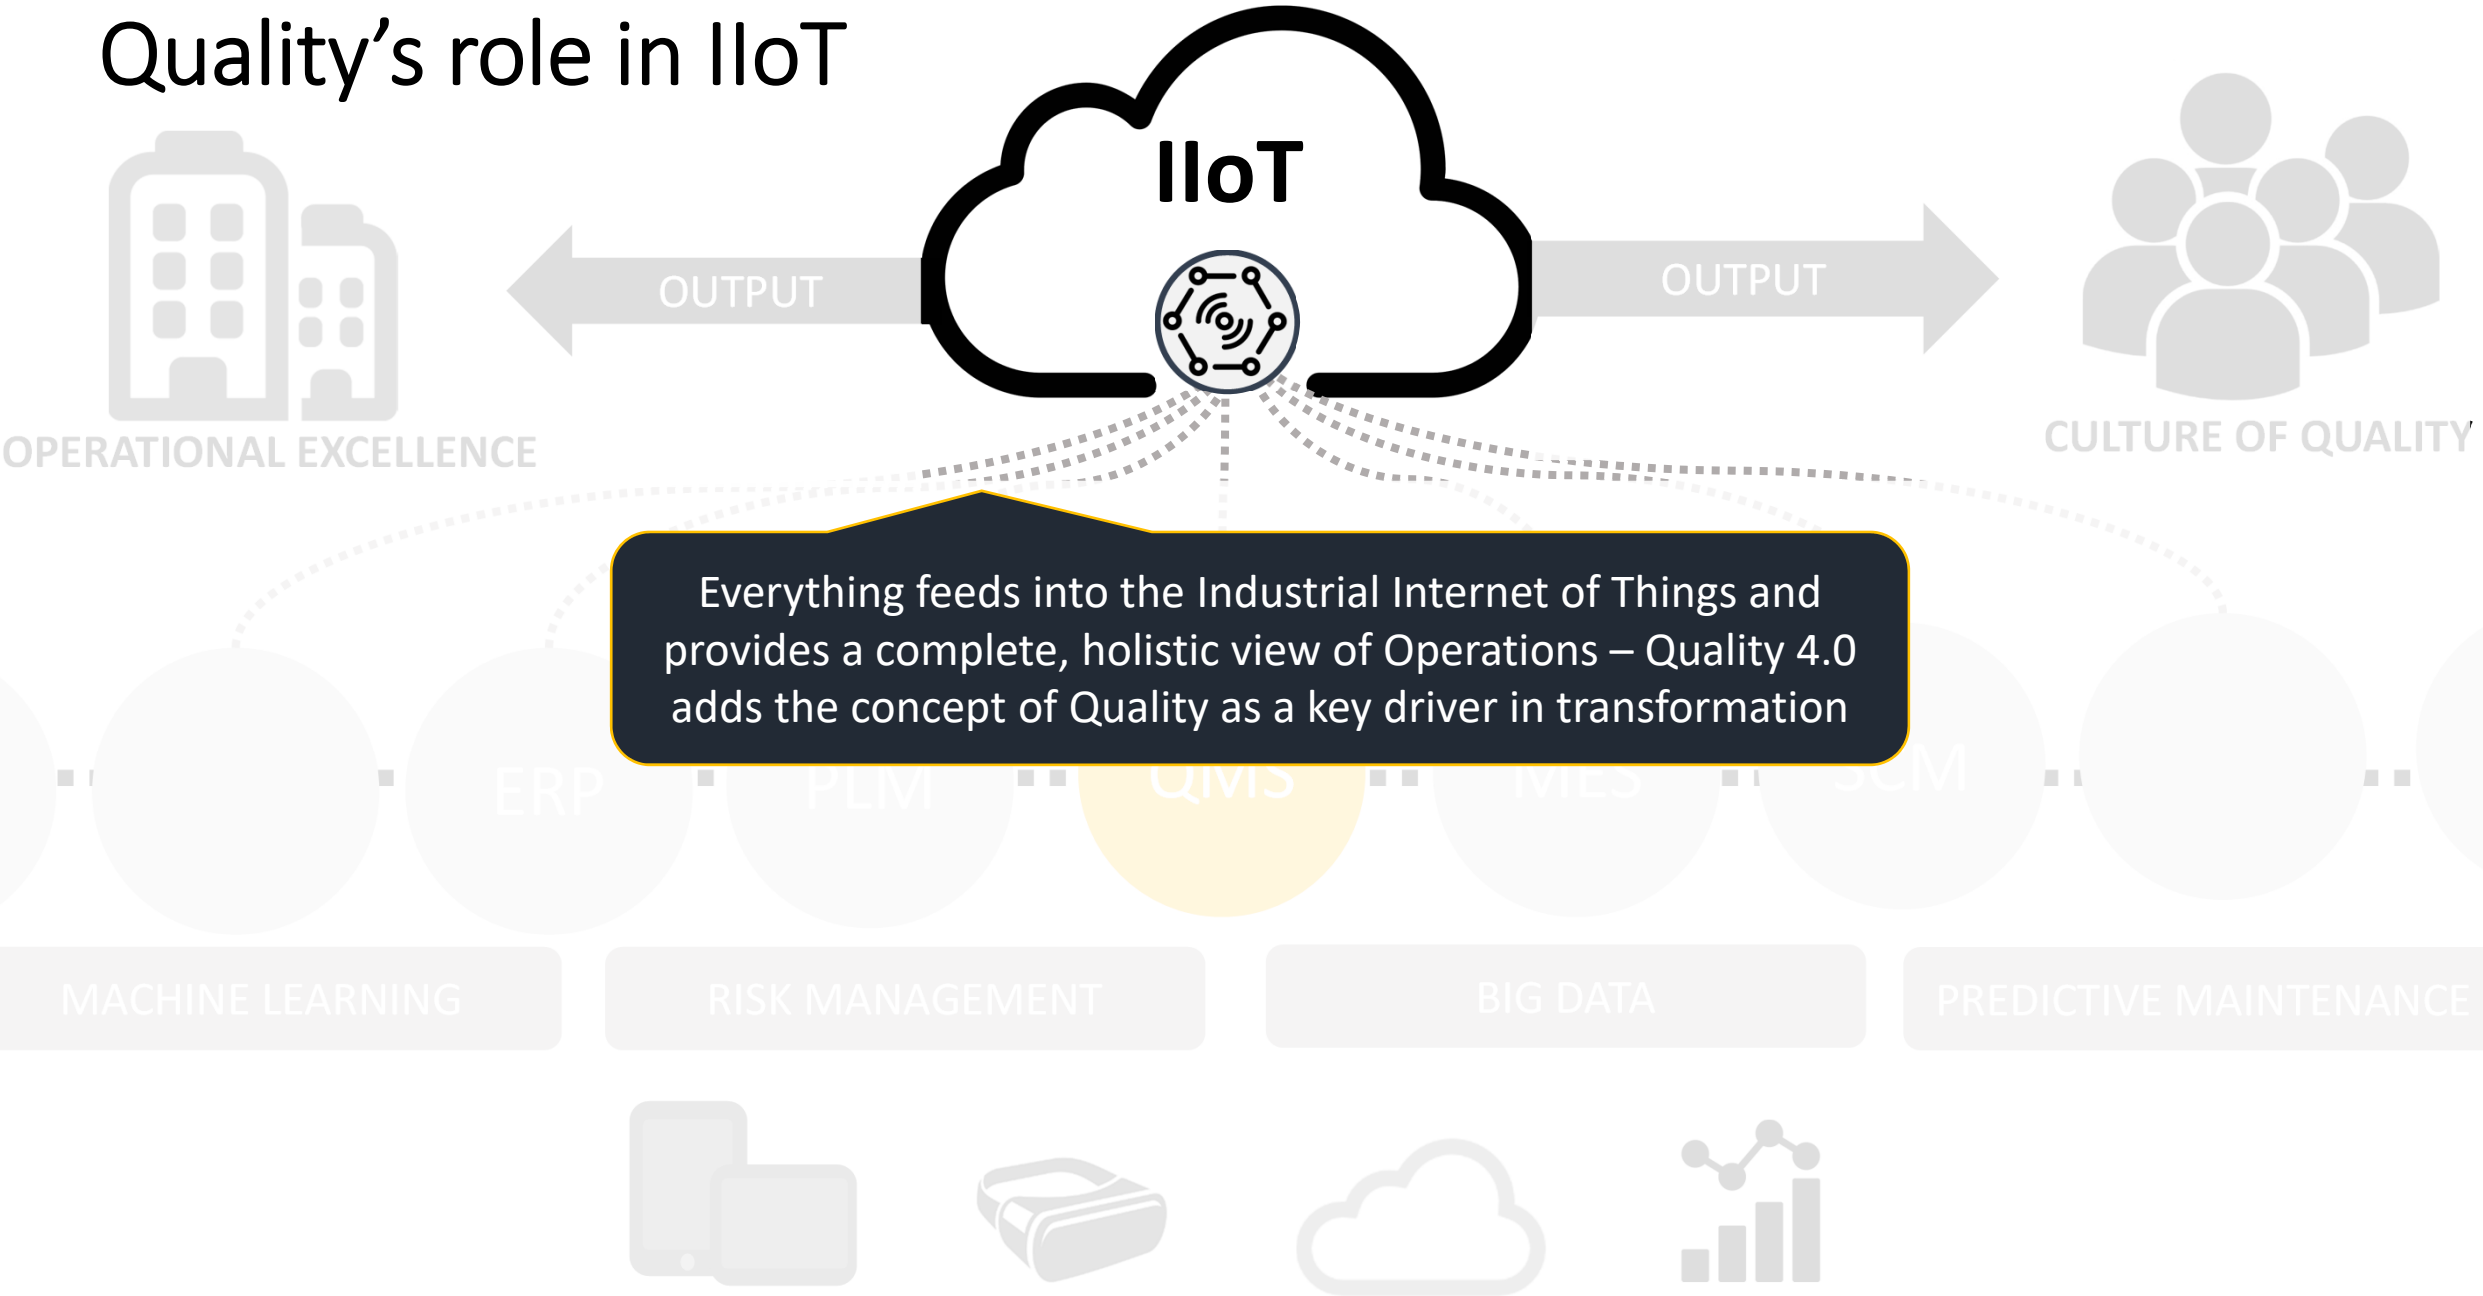 Quality’s role in IIoT
IIoT
OUTPUT
OUTPUT
OPERATIONAL EXCELLENCE
CULTURE OF QUALITY
Everything feeds into the Industrial Internet of Things and
provides a complete, holistic view of Operations – Quality 4.0
adds the concept of Quality as a key driver in transformation
ERP
PLM
QMS
MES
SCM
MACHINE LEARNING
RISK MANAGEMENT
BIG DATA
PREDICTIVE MAINTENANCE